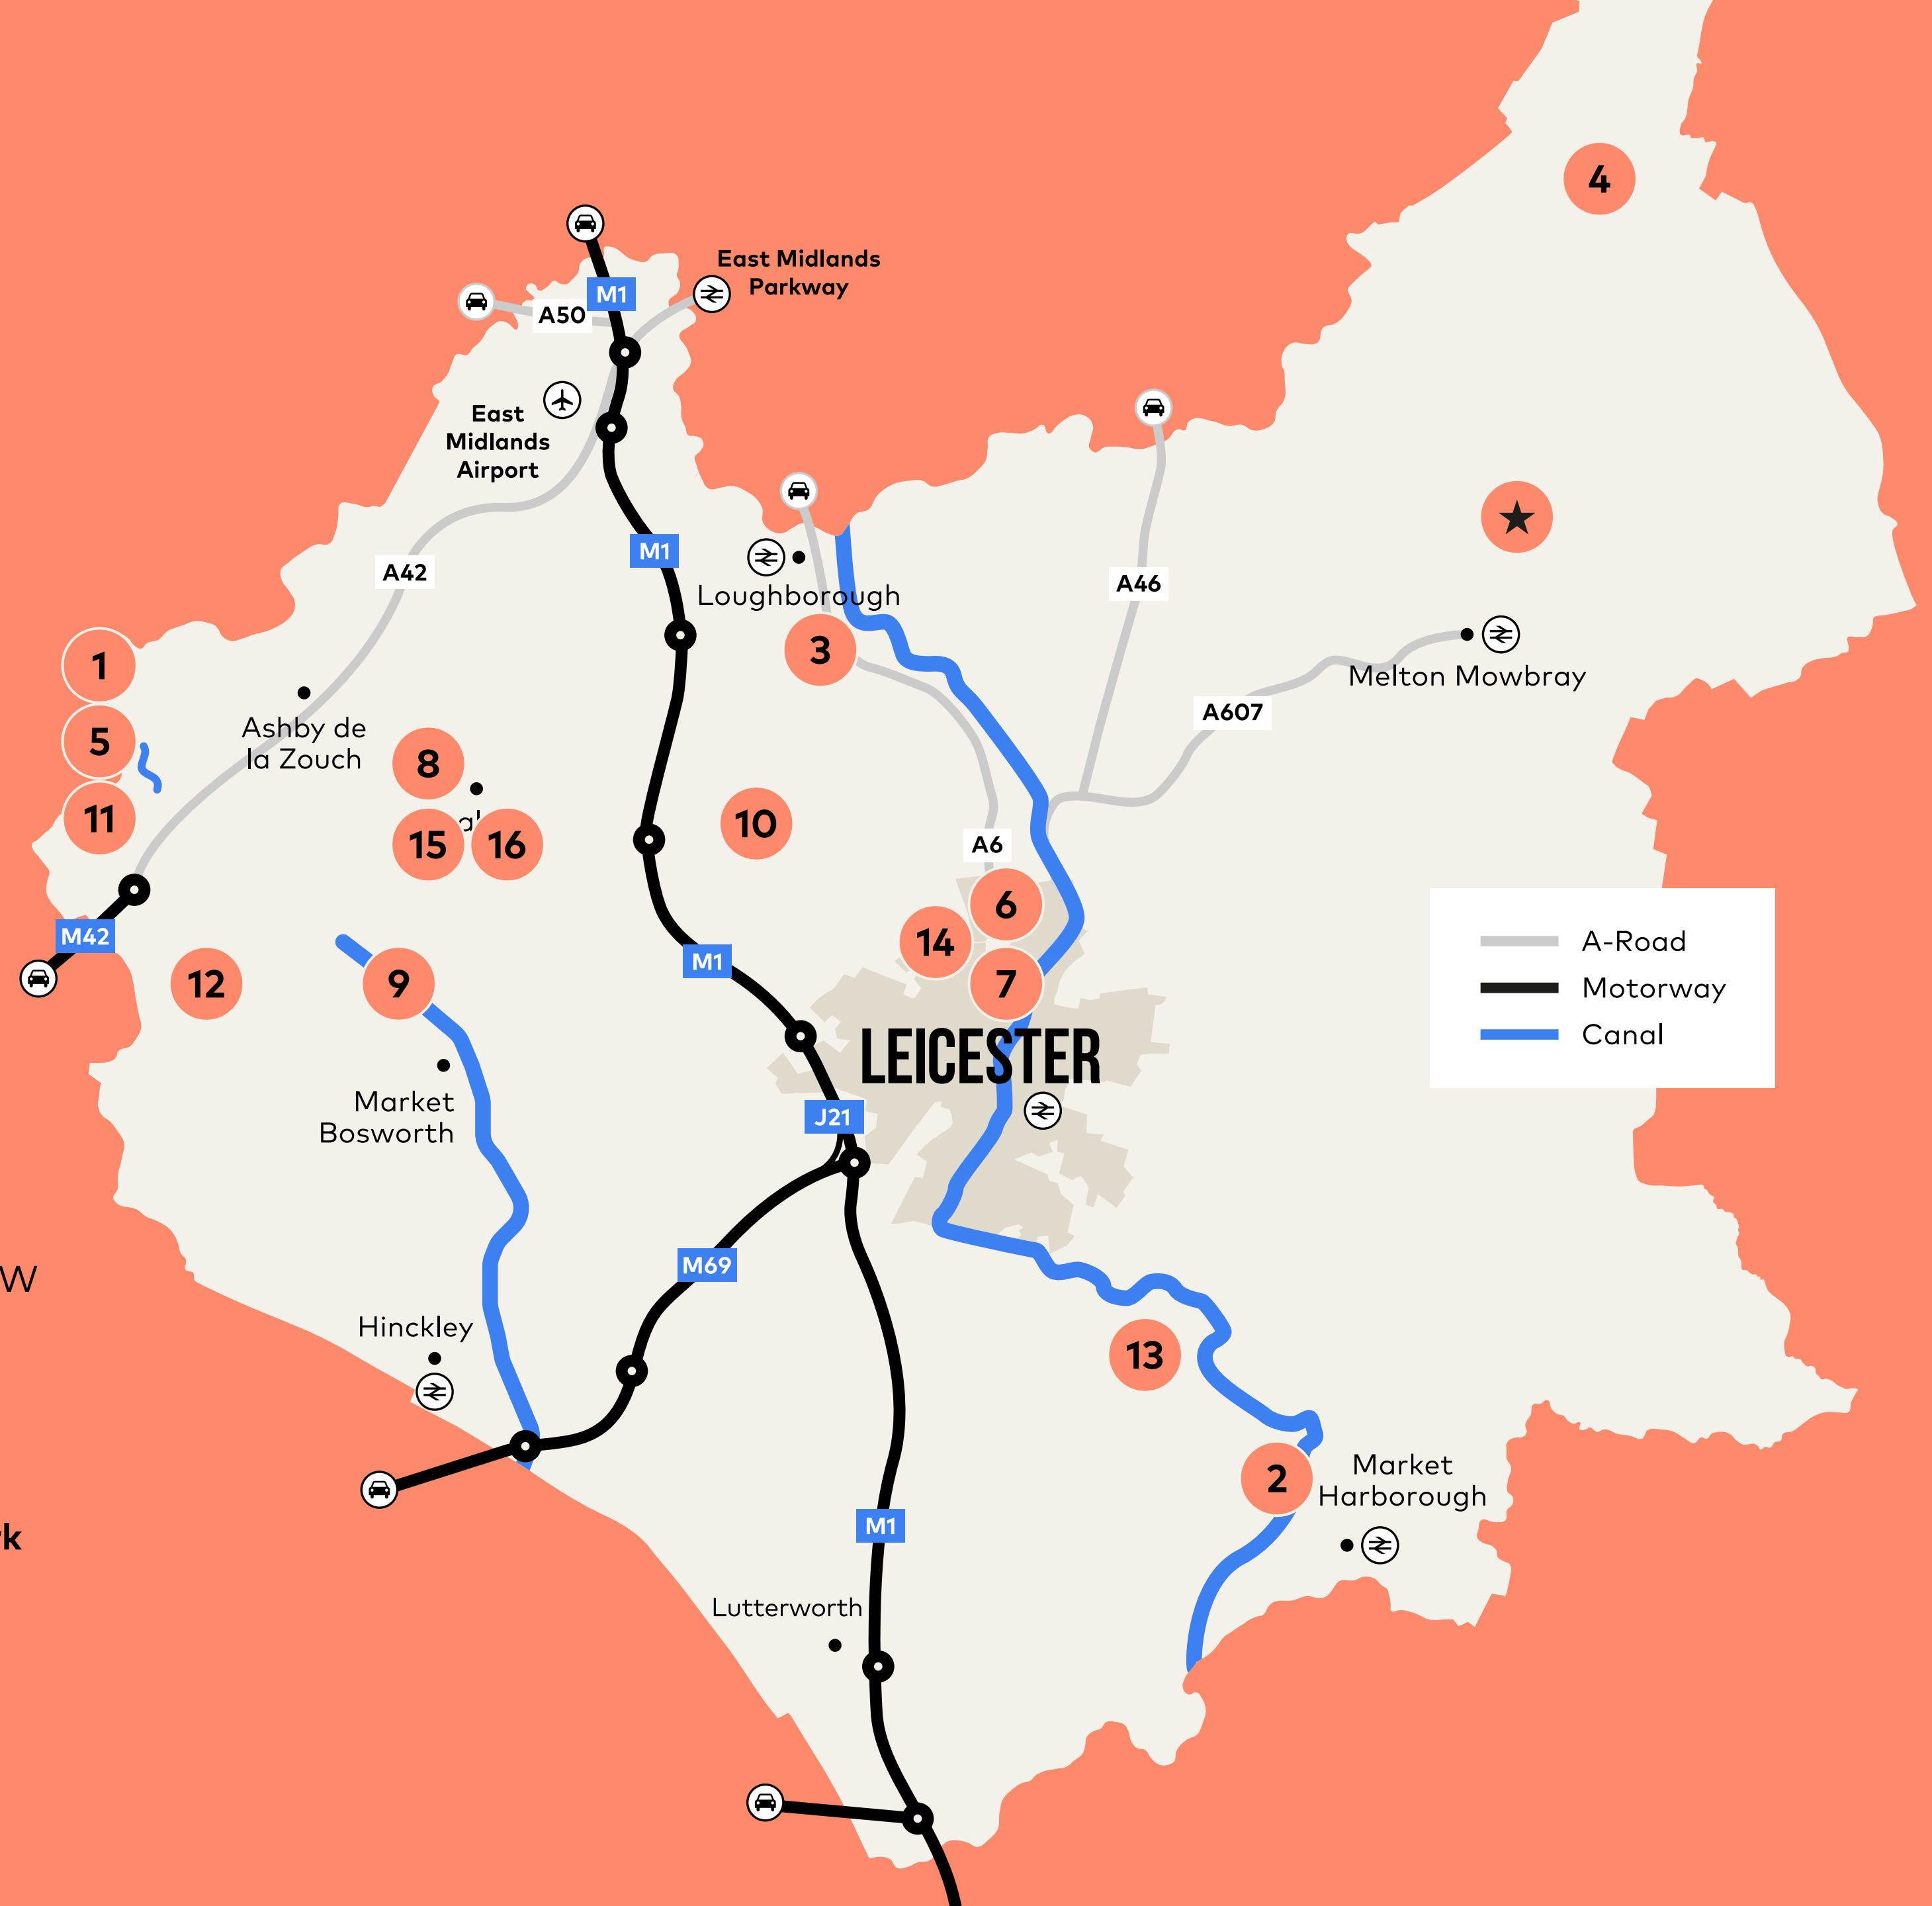 4
East Midlands
Parkway
M1
A50
East
Midlands
Airport
M1
A42
Loughborough
A46
1
3
Melton Mowbray
A607
Ashby de
la Zouch
5
8
11
15
16
10
A6
6
14
M42
M1
12
9
7
A-Road
Motorway
Canal
LEICESTER
Market
Bosworth
J21
W
M69
Hinckley
13
2
Market
Harborough
M1
rk
Lutterworth